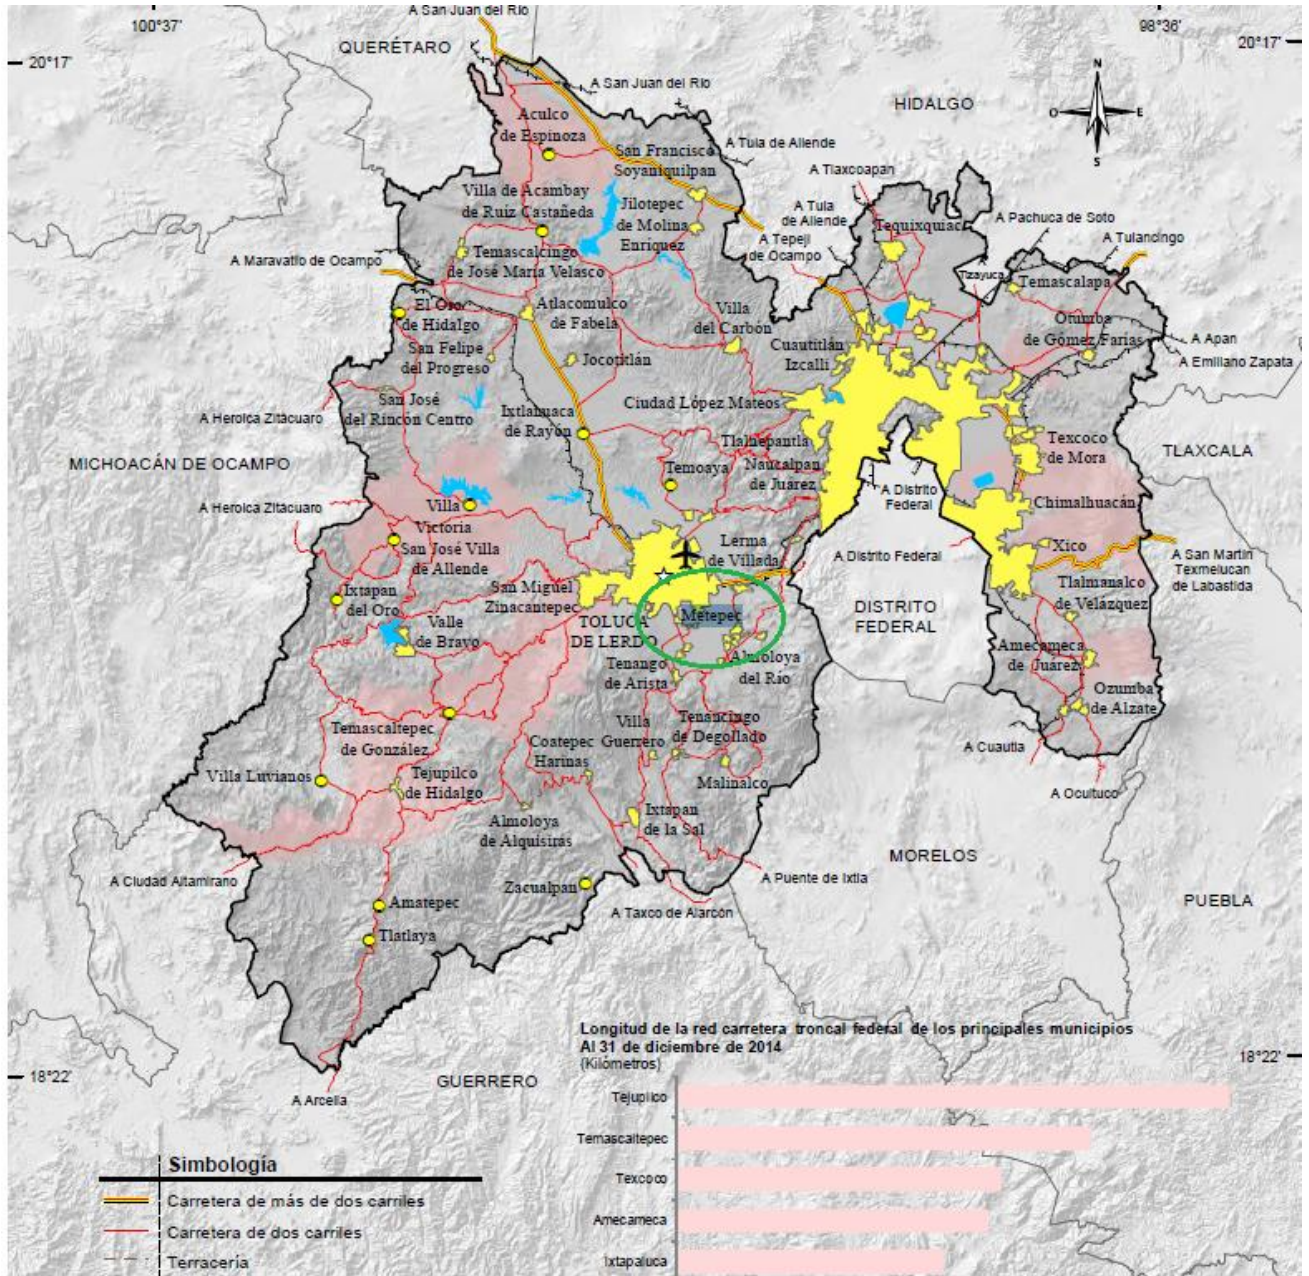 A San Juan del Río
100°37'
98°36'
20°17'
20°17'
QUERÉTARO
A San Juan del Río
HIDALGO
N
O
E
S
Aculco
de Espinoza
A Tula de Allende
San Francisco
Soyaniquilpan
A Tlaxcoapan
Villa de Acambay
de Ruíz Castañeda
Jilotepec
de Molina
Enríquez
A Tula
de Allende
Tequixquiac
A Pachuca de Soto
A Tulancingo
A Tepeji
de Ocampo
A Maravatío de Ocampo
Temascalcingo
de José María Velasco
Tizayuca
Temascalapa
El Oro
de Hidalgo
Atlacomulco
de Fabela
Villa
del Carbón
Otumba
de Gómez Farías
Cuautitlán
Izcalli
A Apan
A Emiliano Zapata
San Felipe
del Progreso
Jocotitlán
San José
del Rincón Centro
Ciudad López Mateos
A Heroica Zitácuaro
Ixtlahuaca
de Rayón
Tlalnepantla
Naucalpan
de Juárez
Texcoco
de Mora
TLAXCALA
MICHOACÁN DE OCAMPO
Temoaya
A Distrito
Federal
Chimalhuacán
A Heroica Zitácuaro
Villa
Victoria
San José Villa
de Allende
Lerma
de Villada
A Distrito Federal
Xico
A San Martín
Texmelucan
de Labastida
Ixtapan
del Oro
San Miguel
Zinacantepec
Tlalmanalco
de Velázquez
Metepec
DISTRITO
FEDERAL
Valle
de Bravo
TOLUCA
DE LERDO
Amecameca
de Juárez
Tenango
de Arista
Almoloya
del Río
Ozumba
de Alzate
Temascaltepec
de González
Villa
Guerrero
Tenancingo
de Degollado
A Cuautla
Coatepec
Harinas
Malinalco
A Ocuituco
Villa Luvianos
Tejupilco
de Hidalgo
Ixtapan
de la Sal
Almoloya
de Alquisiras
MORELOS
A Ciudad Altamirano
Zacualpan
A Puente de Ixtla
PUEBLA
Amatepec
A Taxco de Alarcón
Tlatlaya
Longitud de la red carretera troncal federal de los principales municipios
Al 31 de diciembre de 2014
(Kilómetros)
18°22'
18°22'
GUERRERO
A Arcelia
Tejupilco
Temascaltepec
Texcoco
Amecameca
Ixtapaluca
Simbología
Carretera de más de dos carriles
Carretera de dos carriles
Terracería